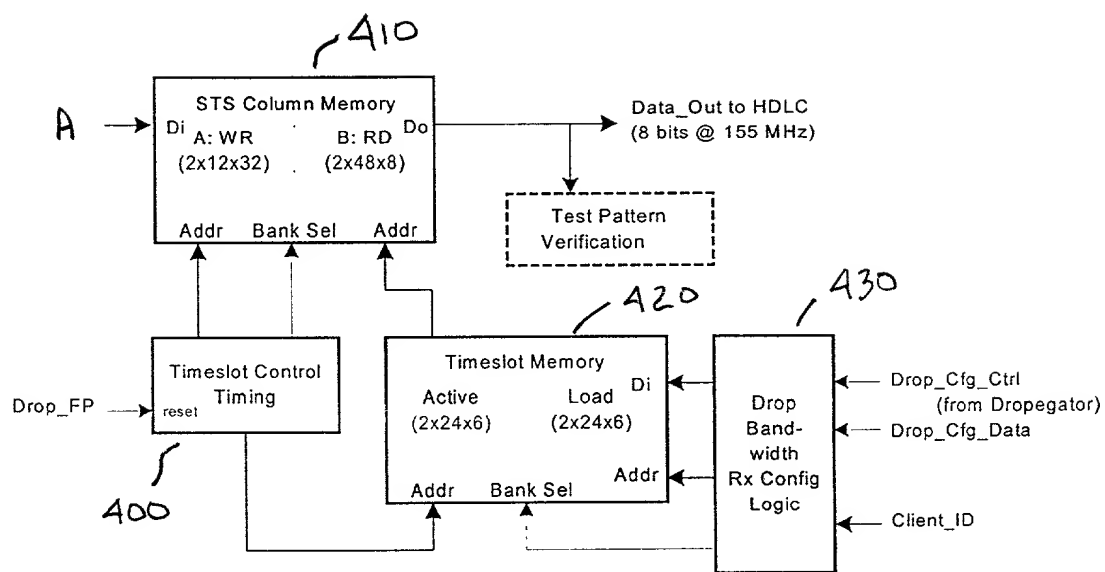 410
STS Column Memory
A
Di
Do
A: WR
B: RD
(2x12x32)
(2x48x8)
Addr
Bank Sel
Addr
Data_Out to HDLC
(8 bits @ 155 MHz)
Test Pattern
Verification
420
430
Timeslot Control
Timing
Drop_FP
reset
400
Timeslot Memory
Active
Load
(2x24x6)
(2x24x6)
Di
Addr
Addr
Bank Sel
Drop
Band-
width
Rx Config
Logic
Drop_Cfg_Ctrl
(from Dropegator)
Drop_Cfg_Data
Client_ID